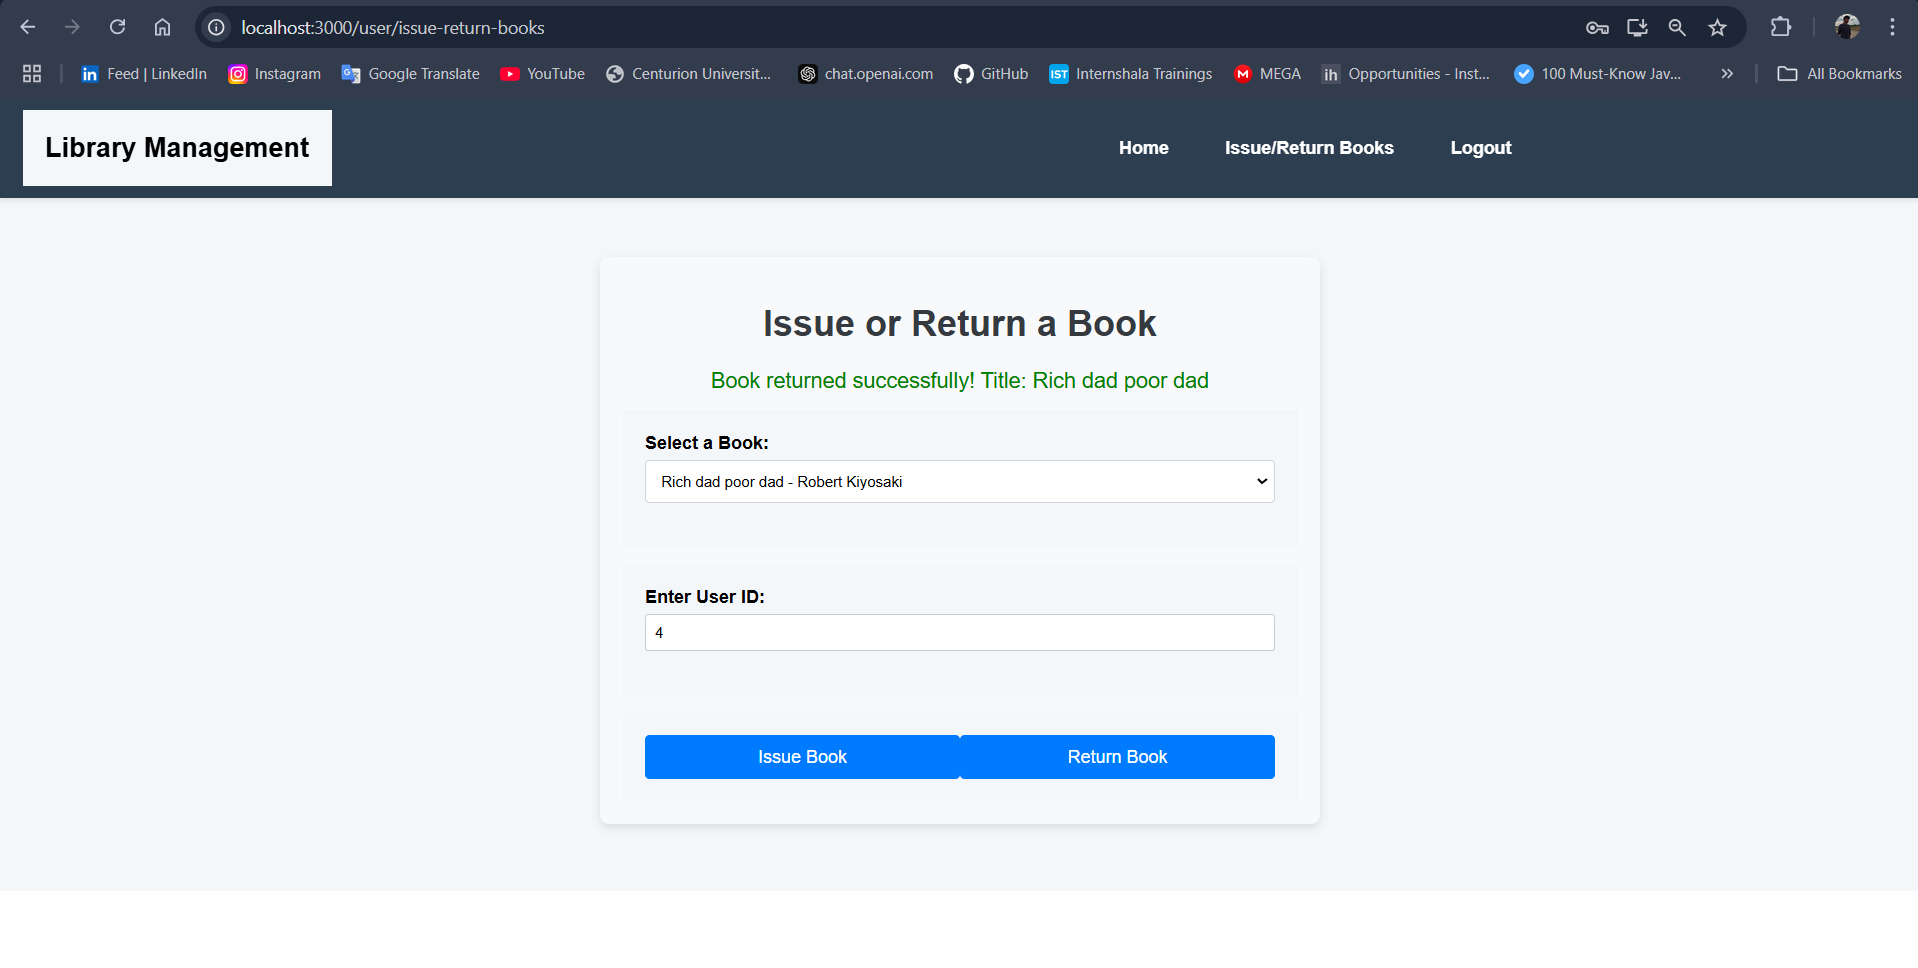 localhost:3000/user/issue-return-books
Feed | LinkedIn Instagram Google Translate YouTube Centurion Universit... chat.openai.com GitHub IST Internshala Trainings M MEGA ih Opportunities - Inst... 100 Must-Know Jav... All Bookmarks
Library Management Home Issue/Return Books Logout
Issue or Return a Book
Book returned successfully! Title: Rich dad poor dad
Select a Book:
Rich dad poor dad - Robert Kiyosaki
Enter User ID:
4
Issue Book Return Book